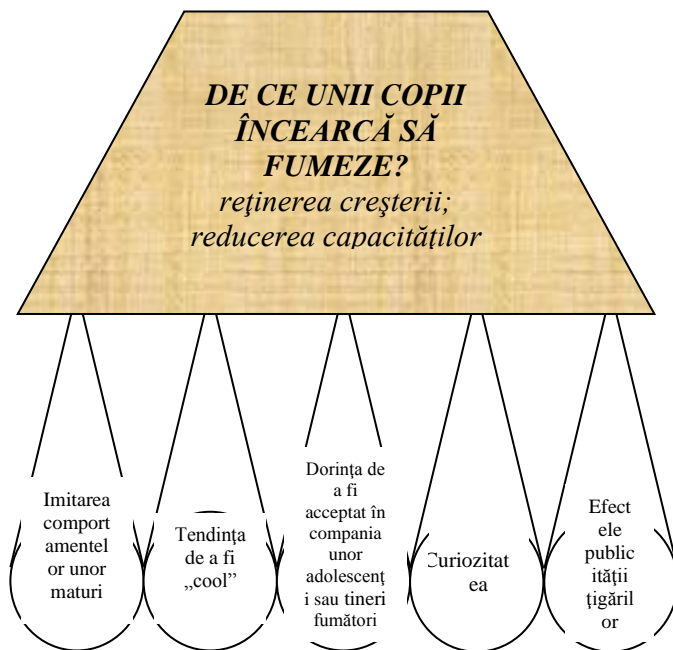 DE CE UNII COPII
ÎNCEARCĂ SĂ
FUMEZE?
reţinerea creşterii;
reducerea capacităţilor
Imitarea
comport
amentel
or unor
maturi
Tendinţa
de a fi
„cool”
Dorinţa de
a fi
acceptat în
compania
unor
adolescenţ
i sau tineri
fumători
Curiozitat
ea
Efect
ele
public
ităţii
ţigăril
or